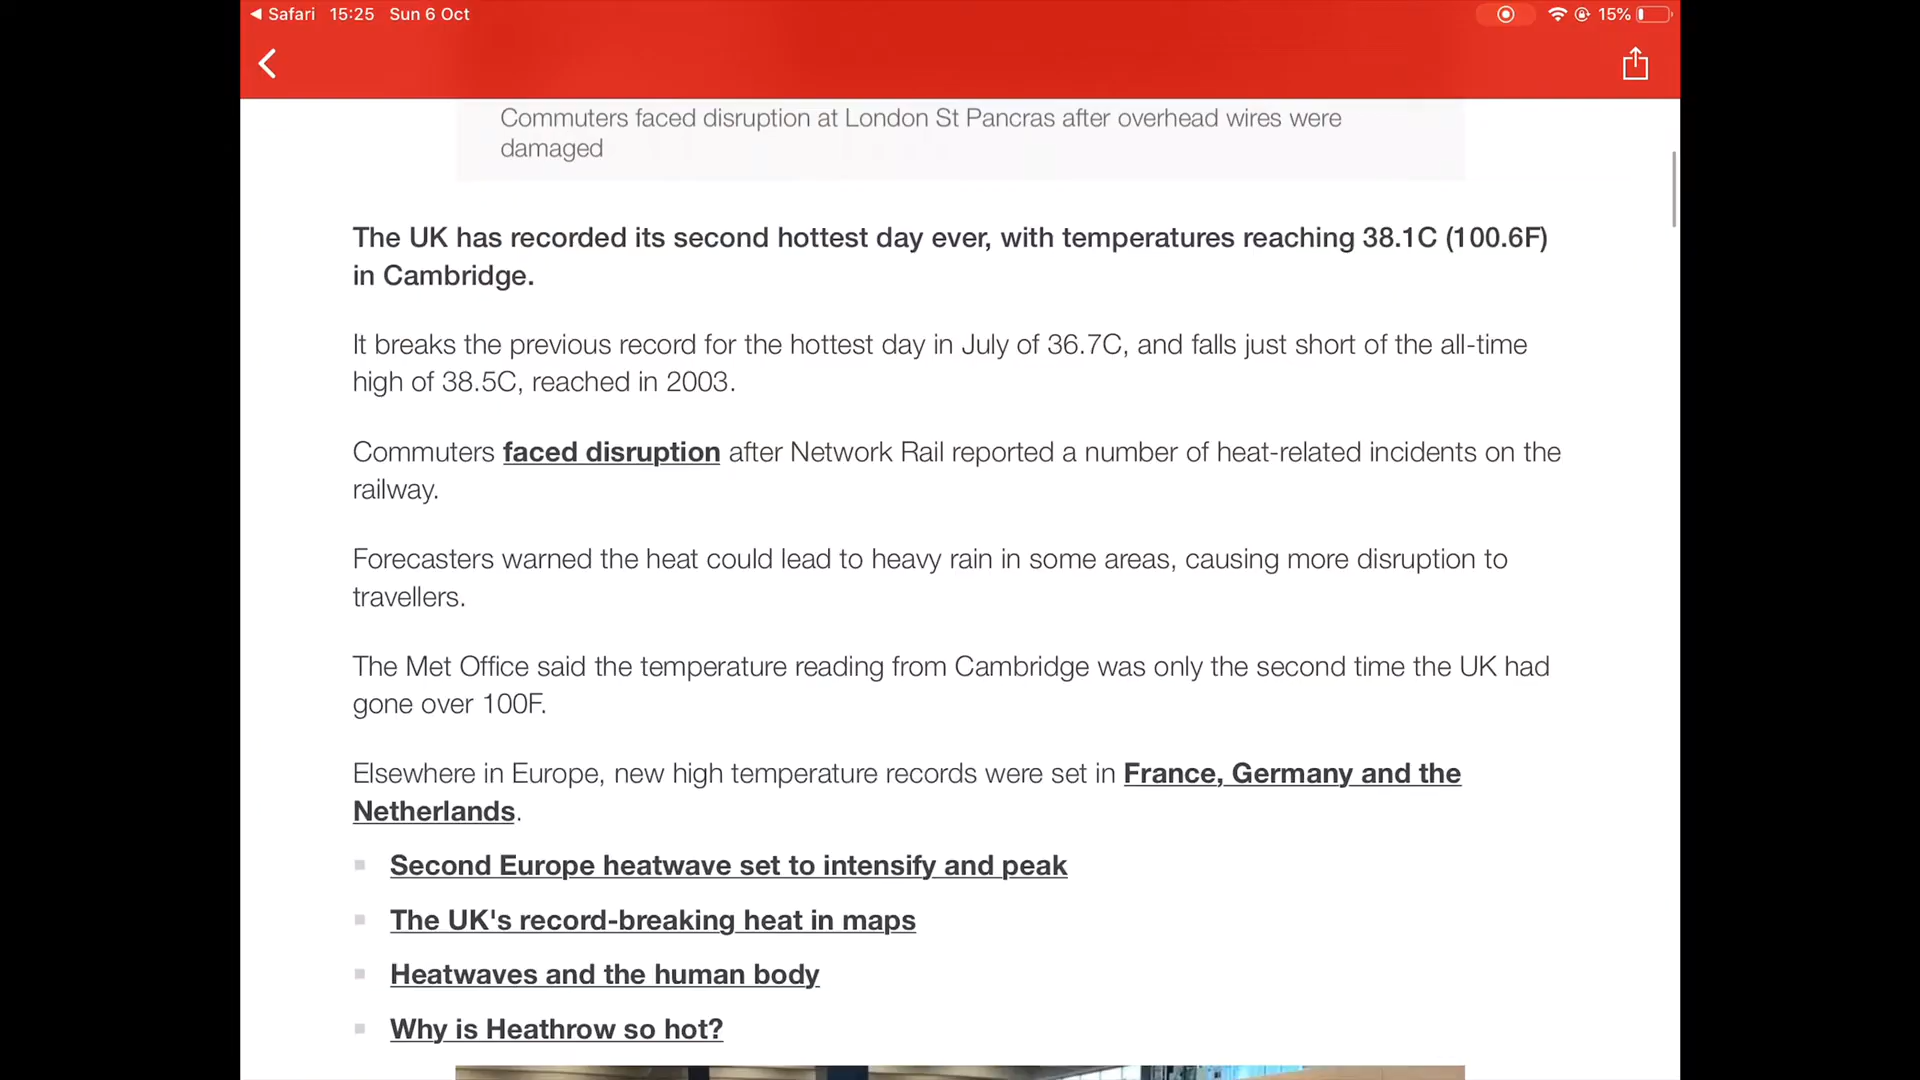 Safari 15:25 Sun 6 Oct 15%
Commuters faced disruption at London St Pancras after overhead wires were
damaged
The UK has recorded its second hottest day ever, with temperatures reaching 38.1C (100.6F)
in Cambridge.
It breaks the previous record for the hottest day in July of 36.7C, and falls just short of the all-time
high of 38.5C, reached in 2003.
Commuters faced disruption after Network Rail reported a number of heat-related incidents on the
railway.
Forecasters warned the heat could lead to heavy rain in some areas, causing more disruption to
travellers.
The Met Office said the temperature reading from Cambridge was only the second time the UK had
gone over 100F.
Elsewhere in Europe, new high temperature records were set in France, Germany and the
Netherlands.
Second Europe heatwave set to intensify and peak
The UK's record-breaking heat in maps
Heatwaves and the human body
Why is Heathrow so hot?